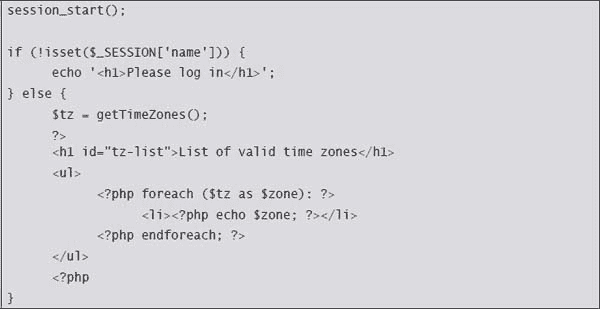 session_start();

if (!isset($_SESSION['name'])) {
      echo '<h1>Please log in</h1>';
} else {
      $tz = getTimeZones();
      ?>
      <h1 id="tz-list">List of valid time zones</h1>
      <ul>
            <?php foreach ($tz as $zone): ?>
                  <li><?php echo $zone; ?></li>
            <?php endforeach; ?>
      </ul>
      <?php
}